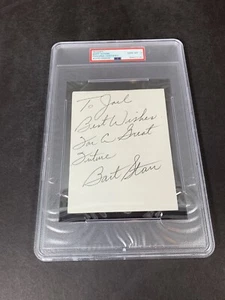 To Joel
Best Wishes
For A Great
Future
Bart Starr